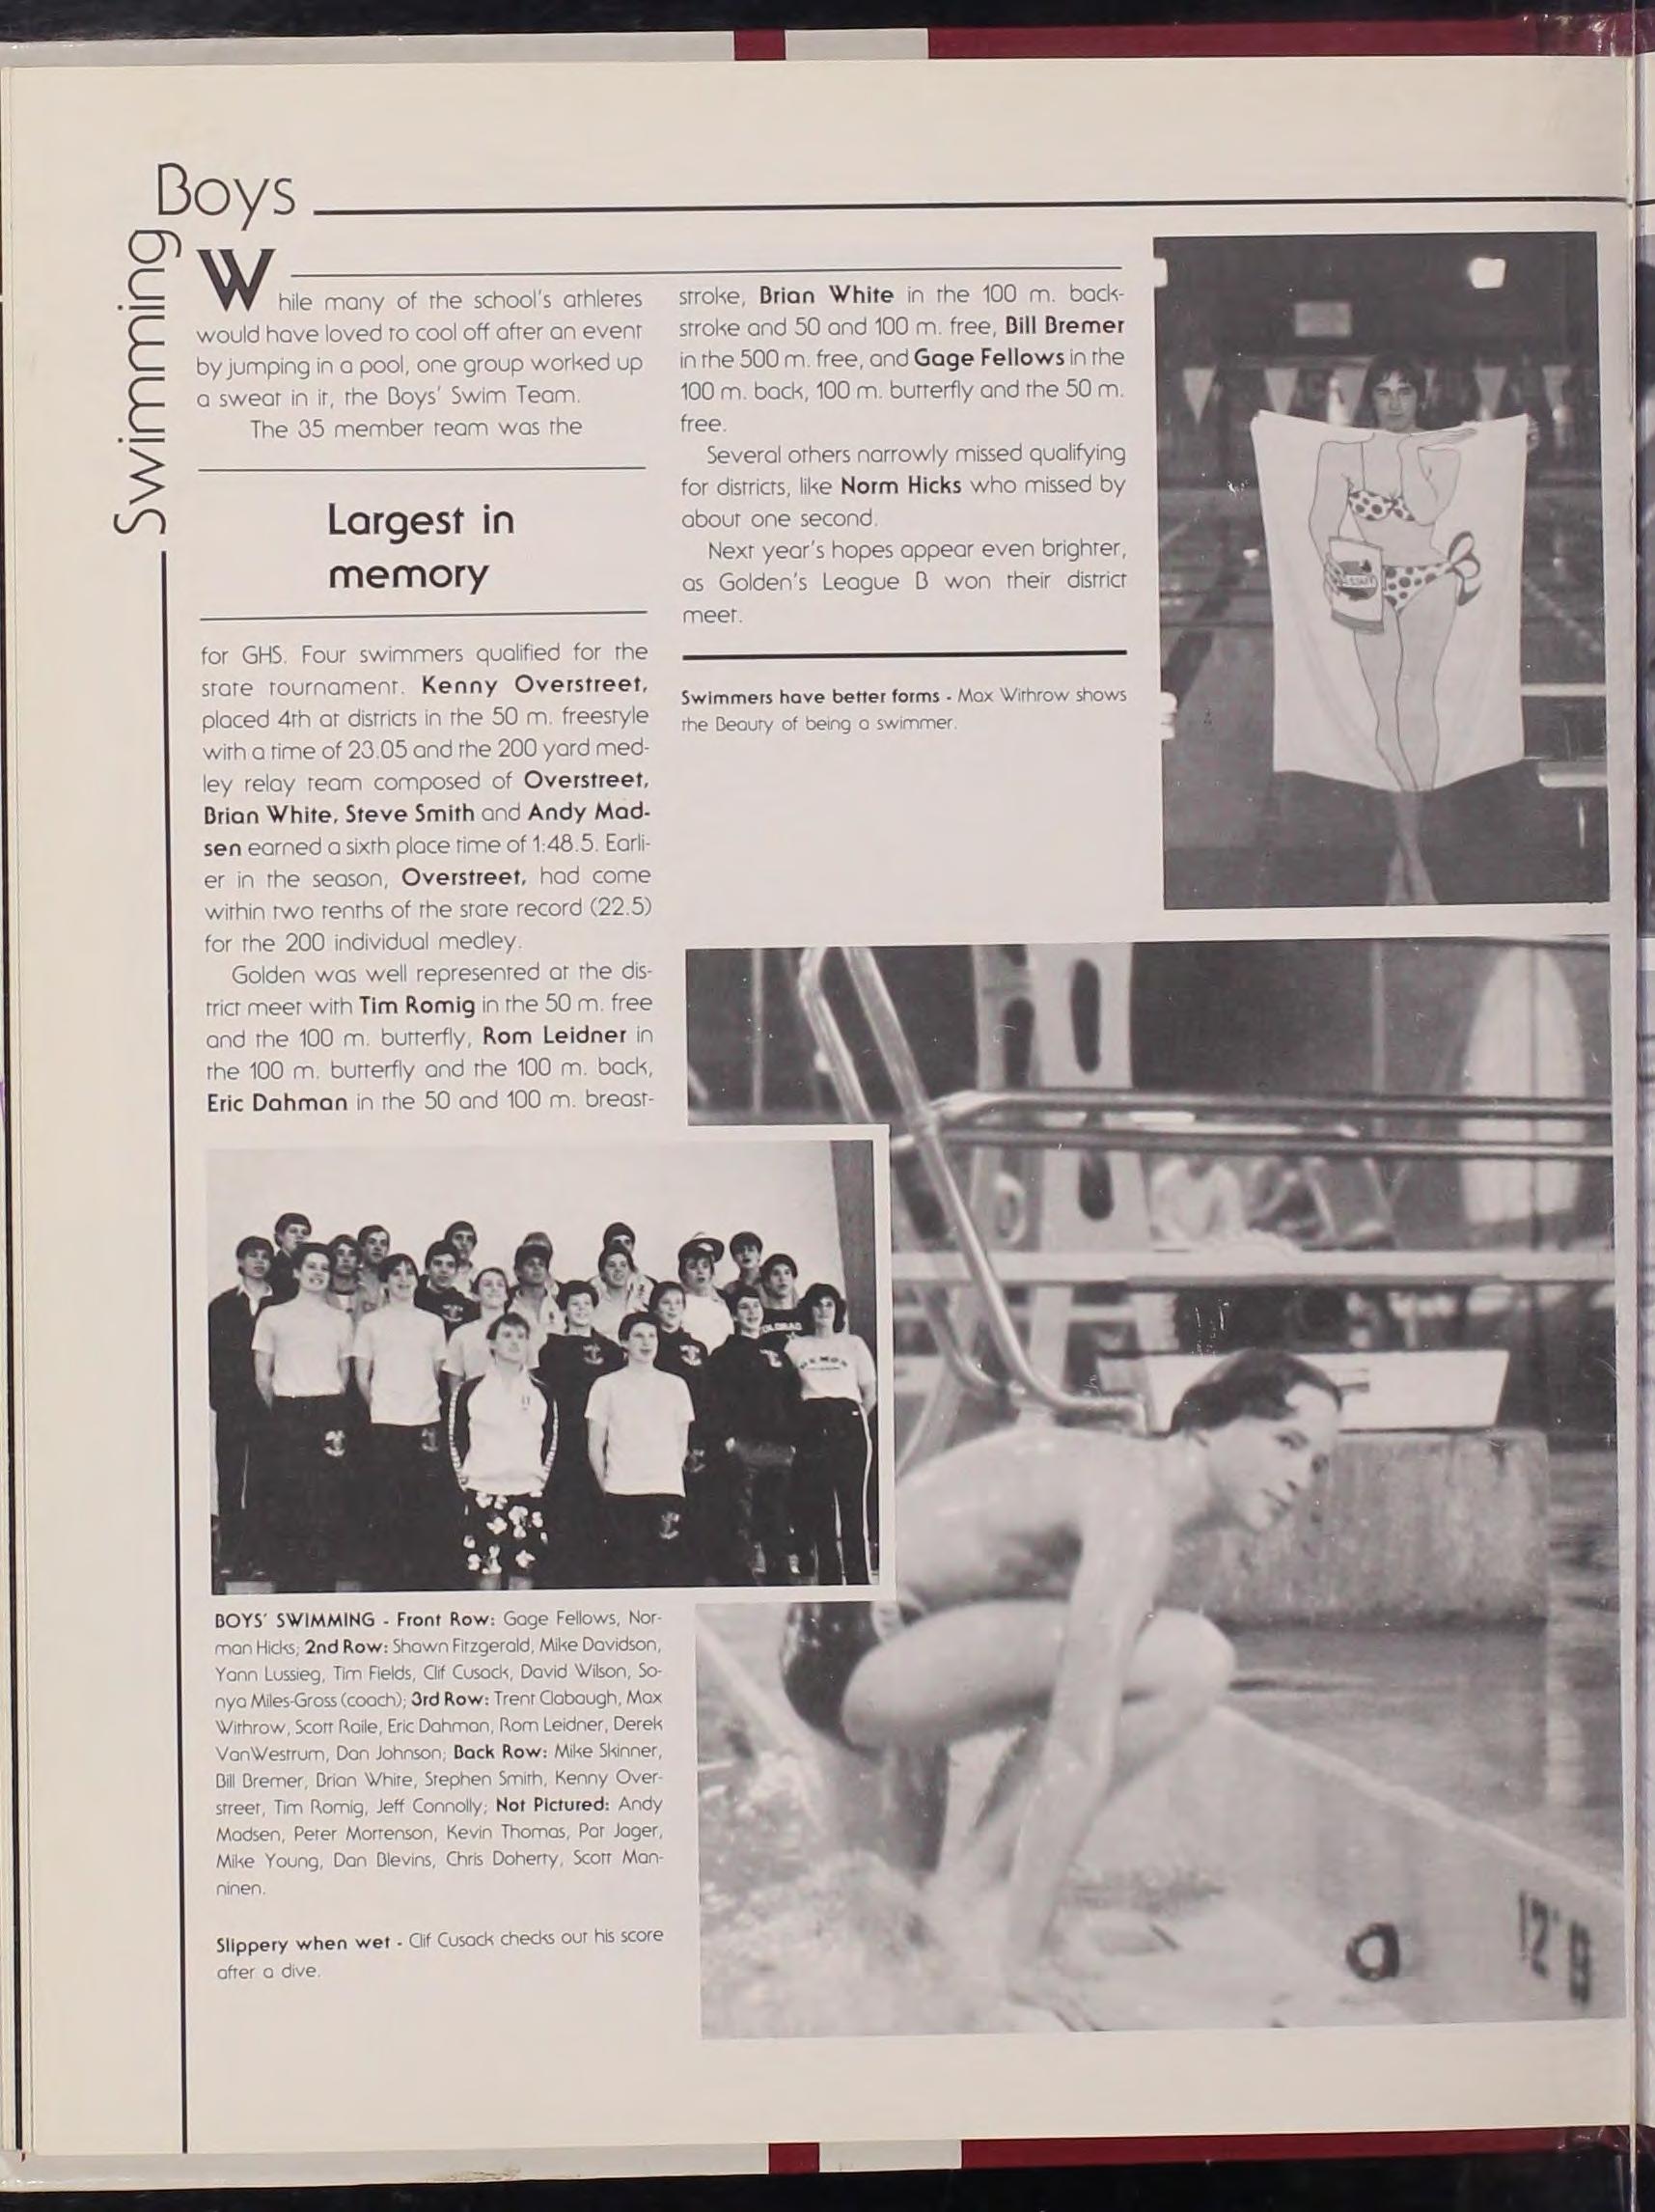 Boys
Swimming
While many of the school's athletes
would have loved to cool off after an event
by jumping in a pool, one group worked up
a sweat in it, the Boys' Swim Team.
The 35 member team was the
Largest in
memory
for GHS. Four swimmers qualified for the
state tournament. Kenny Overstreet,
placed 4th at districts in the 50 m. freestyle
with a time of 23.05 and the 200 yard med-
ley relay team composed of Overstreet,
Brian White, Steve Smith and Andy Mad-
sen earned a sixth place time of 1:48.5. Earli-
er in the season, Overstreet, had come
within two tenths of the state record (22.5)
for the 200 individual medley.
Golden was well represented at the dis-
trict meet with Tim Romig in the 50 m. free
and the 100 m. butterfly, Rom Leidner in
the 100 m. butterfly and the 100 m. back,
Eric Dahman in the 50 and 100 m. breast-
stroke, Brian White in the 100 m. back-
stroke and 50 and 100 m. free, Bill Bremer
in the 500 m. free, and Gage Fellows in the
100 m. back, 100 m. butterfly and the 50 m.
free.
Several others narrowly missed qualifying
for districts, like Norm Hicks who missed by
about one second.
Next year's hopes appear even brighter,
as Golden's League B won their district
meet.
Swimmers have better forms - Max Withrow shows
the Beauty of being a swimmer.
BOYS' SWIMMING - Front Row: Gage Fellows, Nor-
man Hicks; 2nd Row: Shawn Fitzgerald, Mike Davidson,
Yann Lussieg, Tim Fields, Clif Cusack, David Wilson, So-
nya Miles-Gross (coach); 3rd Row: Trent Clabaugh, Max
Withrow, Scott Raile, Eric Dahman, Rom Leidner, Derek
VanWestrum, Dan Johnson; Back Row: Mike Skinner,
Bill Bremer, Brian White, Stephen Smith, Kenny Over-
street, Tim Romig, Jeff Connolly; Not Pictured: Andy
Madsen, Peter Mortenson, Kevin Thomas, Pat Jager,
Mike Young, Dan Blevins, Chris Doherty, Scott Man-
ninen.
Slippery when wet - Clif Cusack checks out his score
after a dive.